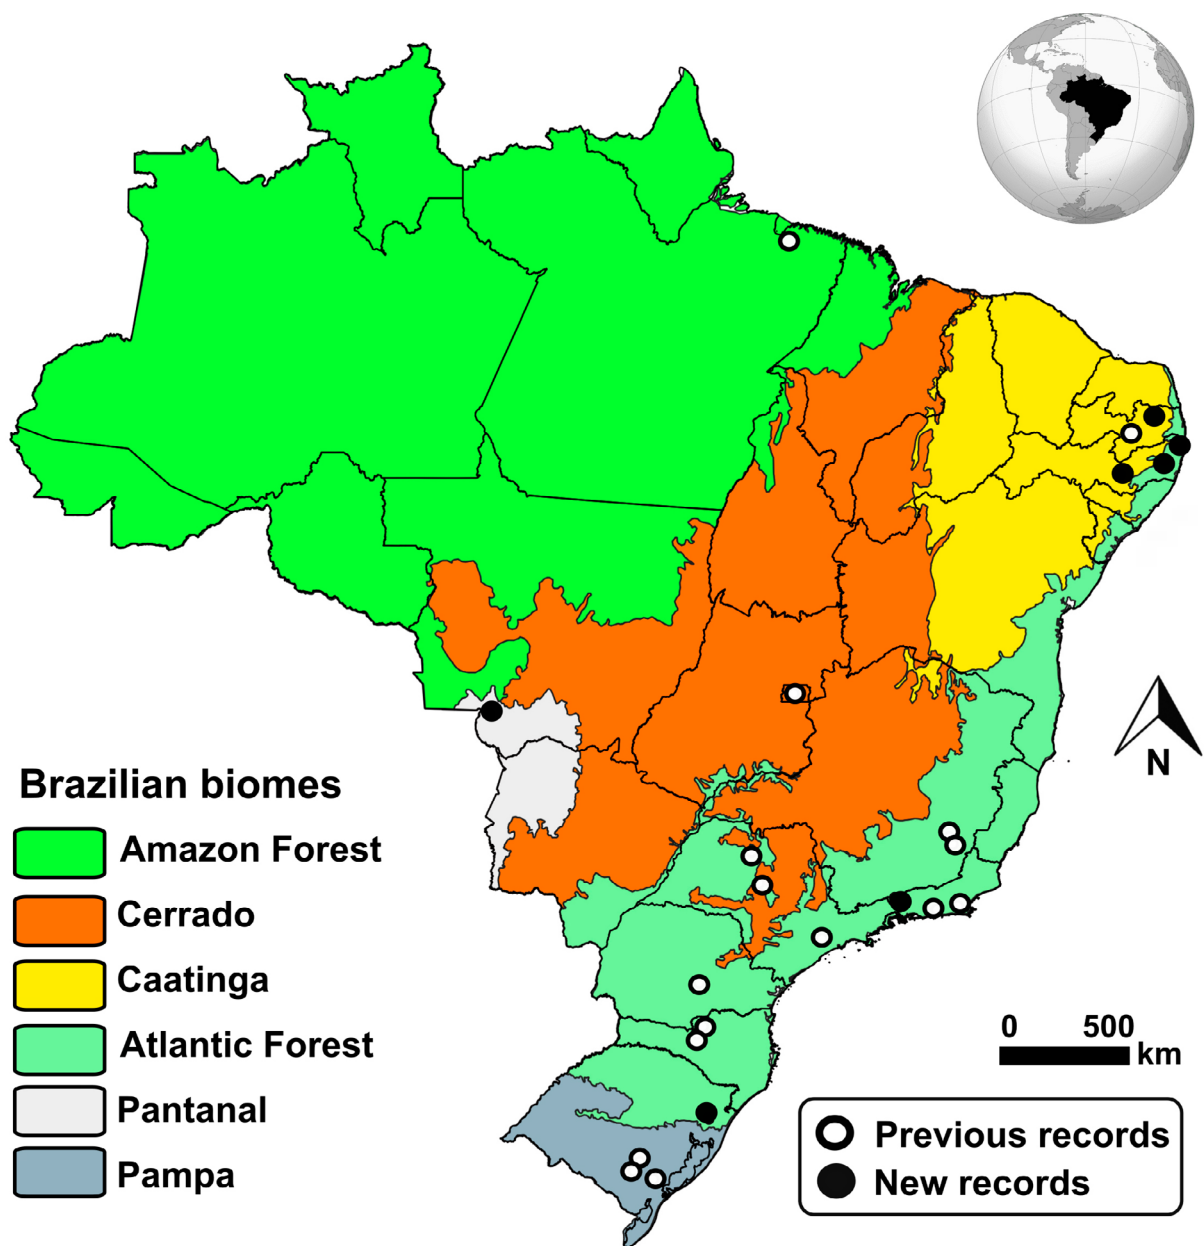 N
Brazilian biomes
Amazon Forest
Cerrado
Caatinga
Atlantic Forest
Pantanal
Pampa
0 500
km
Previous records
New records